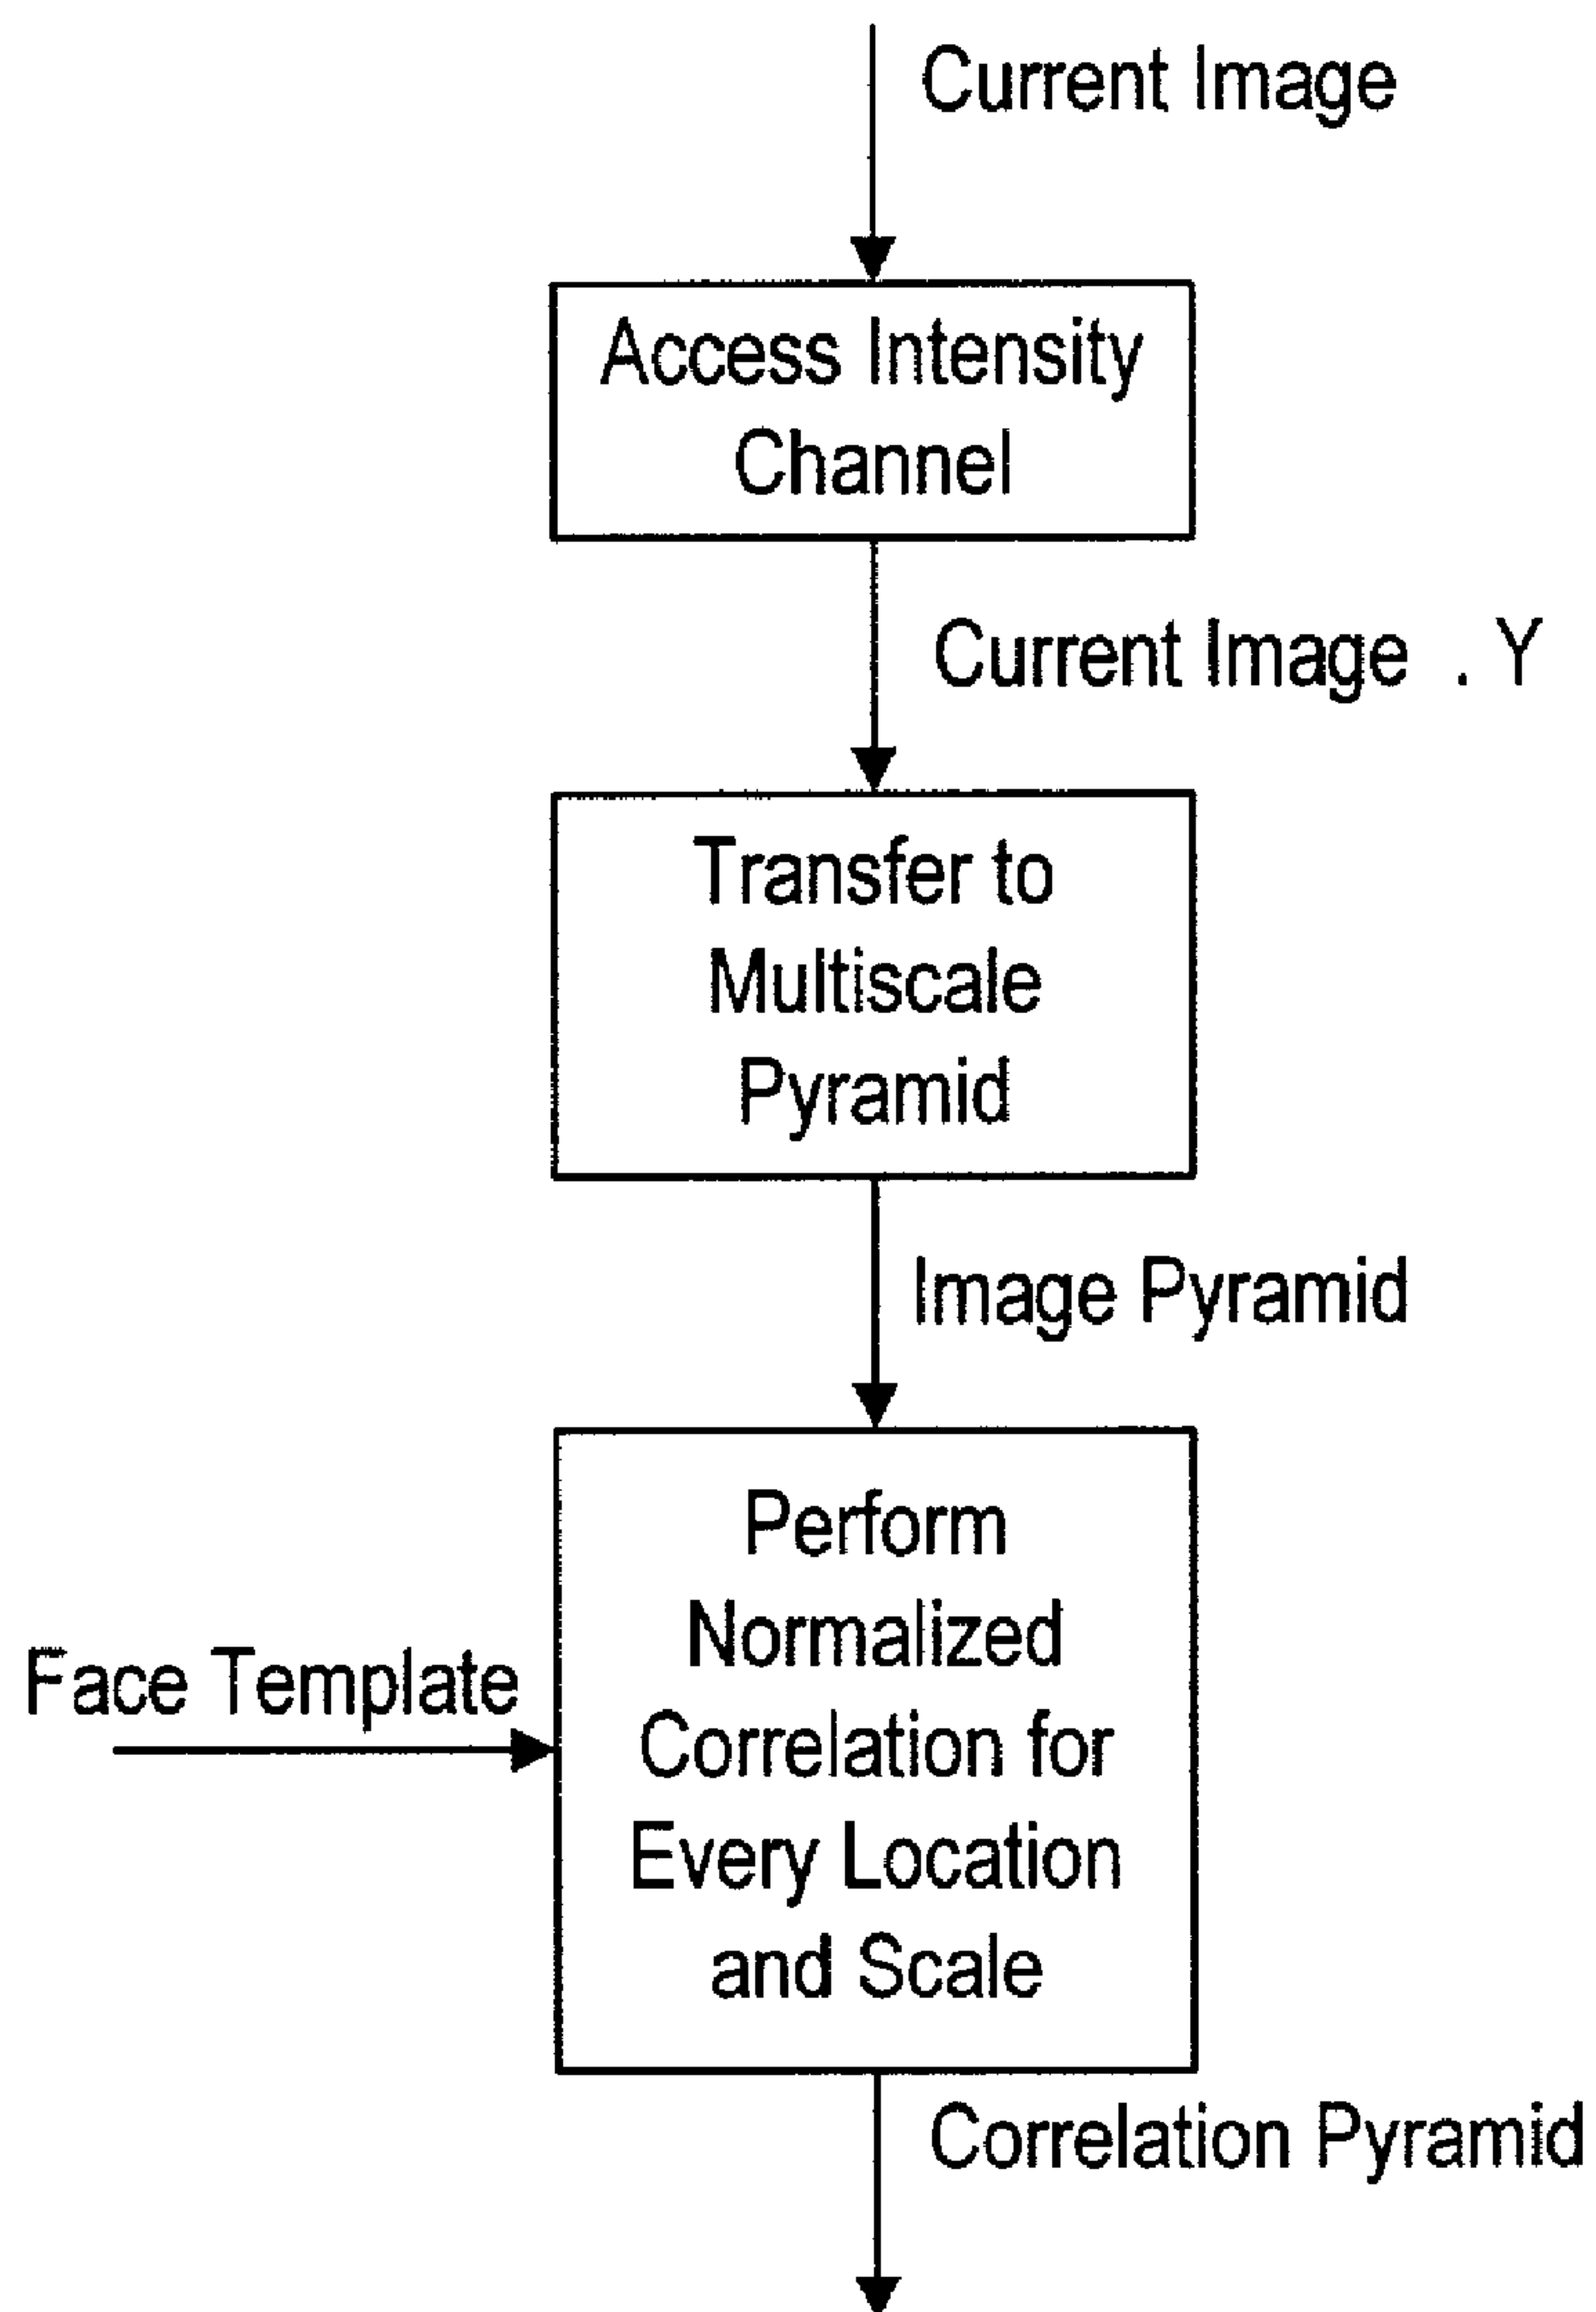 Current Image
Access Intensity
Channel
Current Image . Y
Transfer to
Multiscale
Pyramid
Image Pyramid
Perform
Normalized
Correlation for
Every Location
and Scale
Face Template
Correlation Pyramid